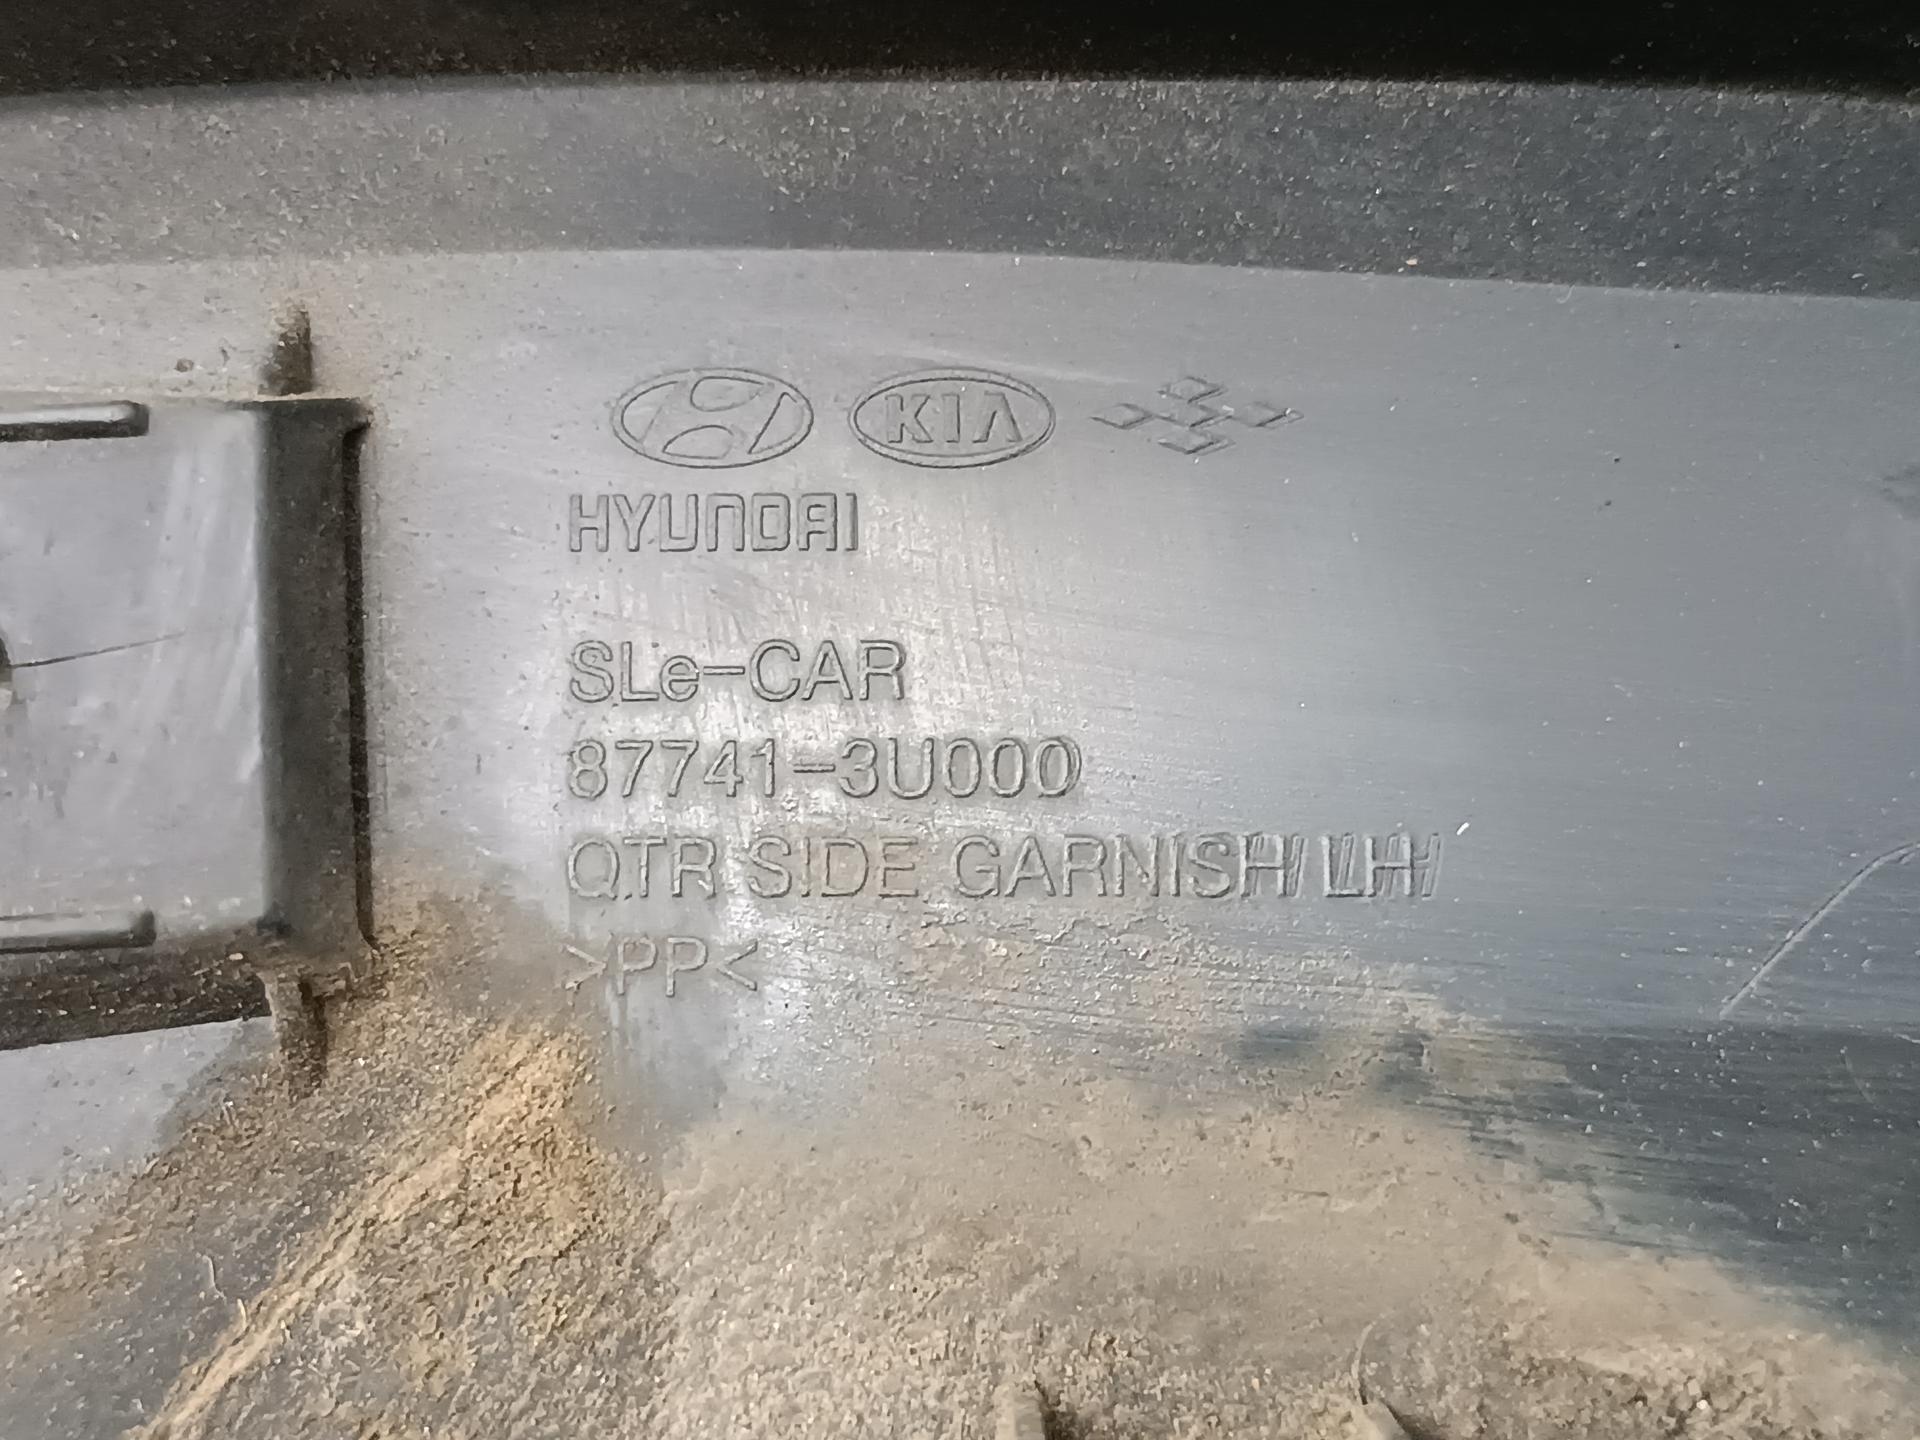 KIA
HYUNDAI
SLe-CAR
87741-3U000
QTR SIDE GARNISH LH
>PP<